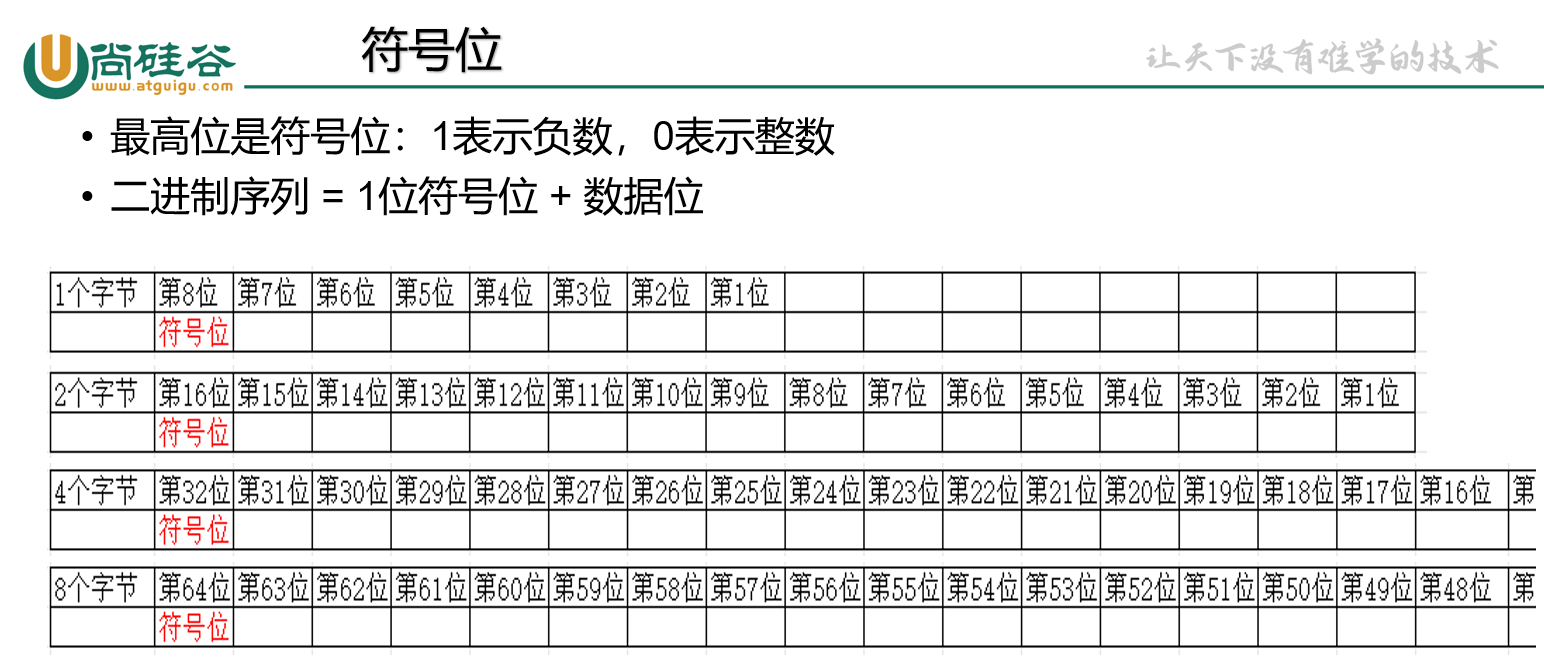 尚硅谷
www.atguigu.com
符号位
让天下没有难学的技术
• 最高位是符号位：1表示负数，0表示整数
• 二进制序列 = 1位符号位 + 数据位
1个字节 第8位 第7位 第6位 第5位 第4位 第3位 第2位 第1位
符号位
2个字节 第16位 第15位 第14位 第13位 第12位 第11位 第10位 第9位 第8位 第7位 第6位 第5位 第4位 第3位 第2位 第1位
符号位
4个字节 第32位 第31位 第30位 第29位 第28位 第27位 第26位 第25位 第24位 第23位 第22位 第21位 第20位 第19位 第18位 第17位 第16位 第
符号位
8个字节 第64位 第63位 第62位 第61位 第60位 第59位 第58位 第57位 第56位 第55位 第54位 第53位 第52位 第51位 第50位 第49位 第48位 第
符号位